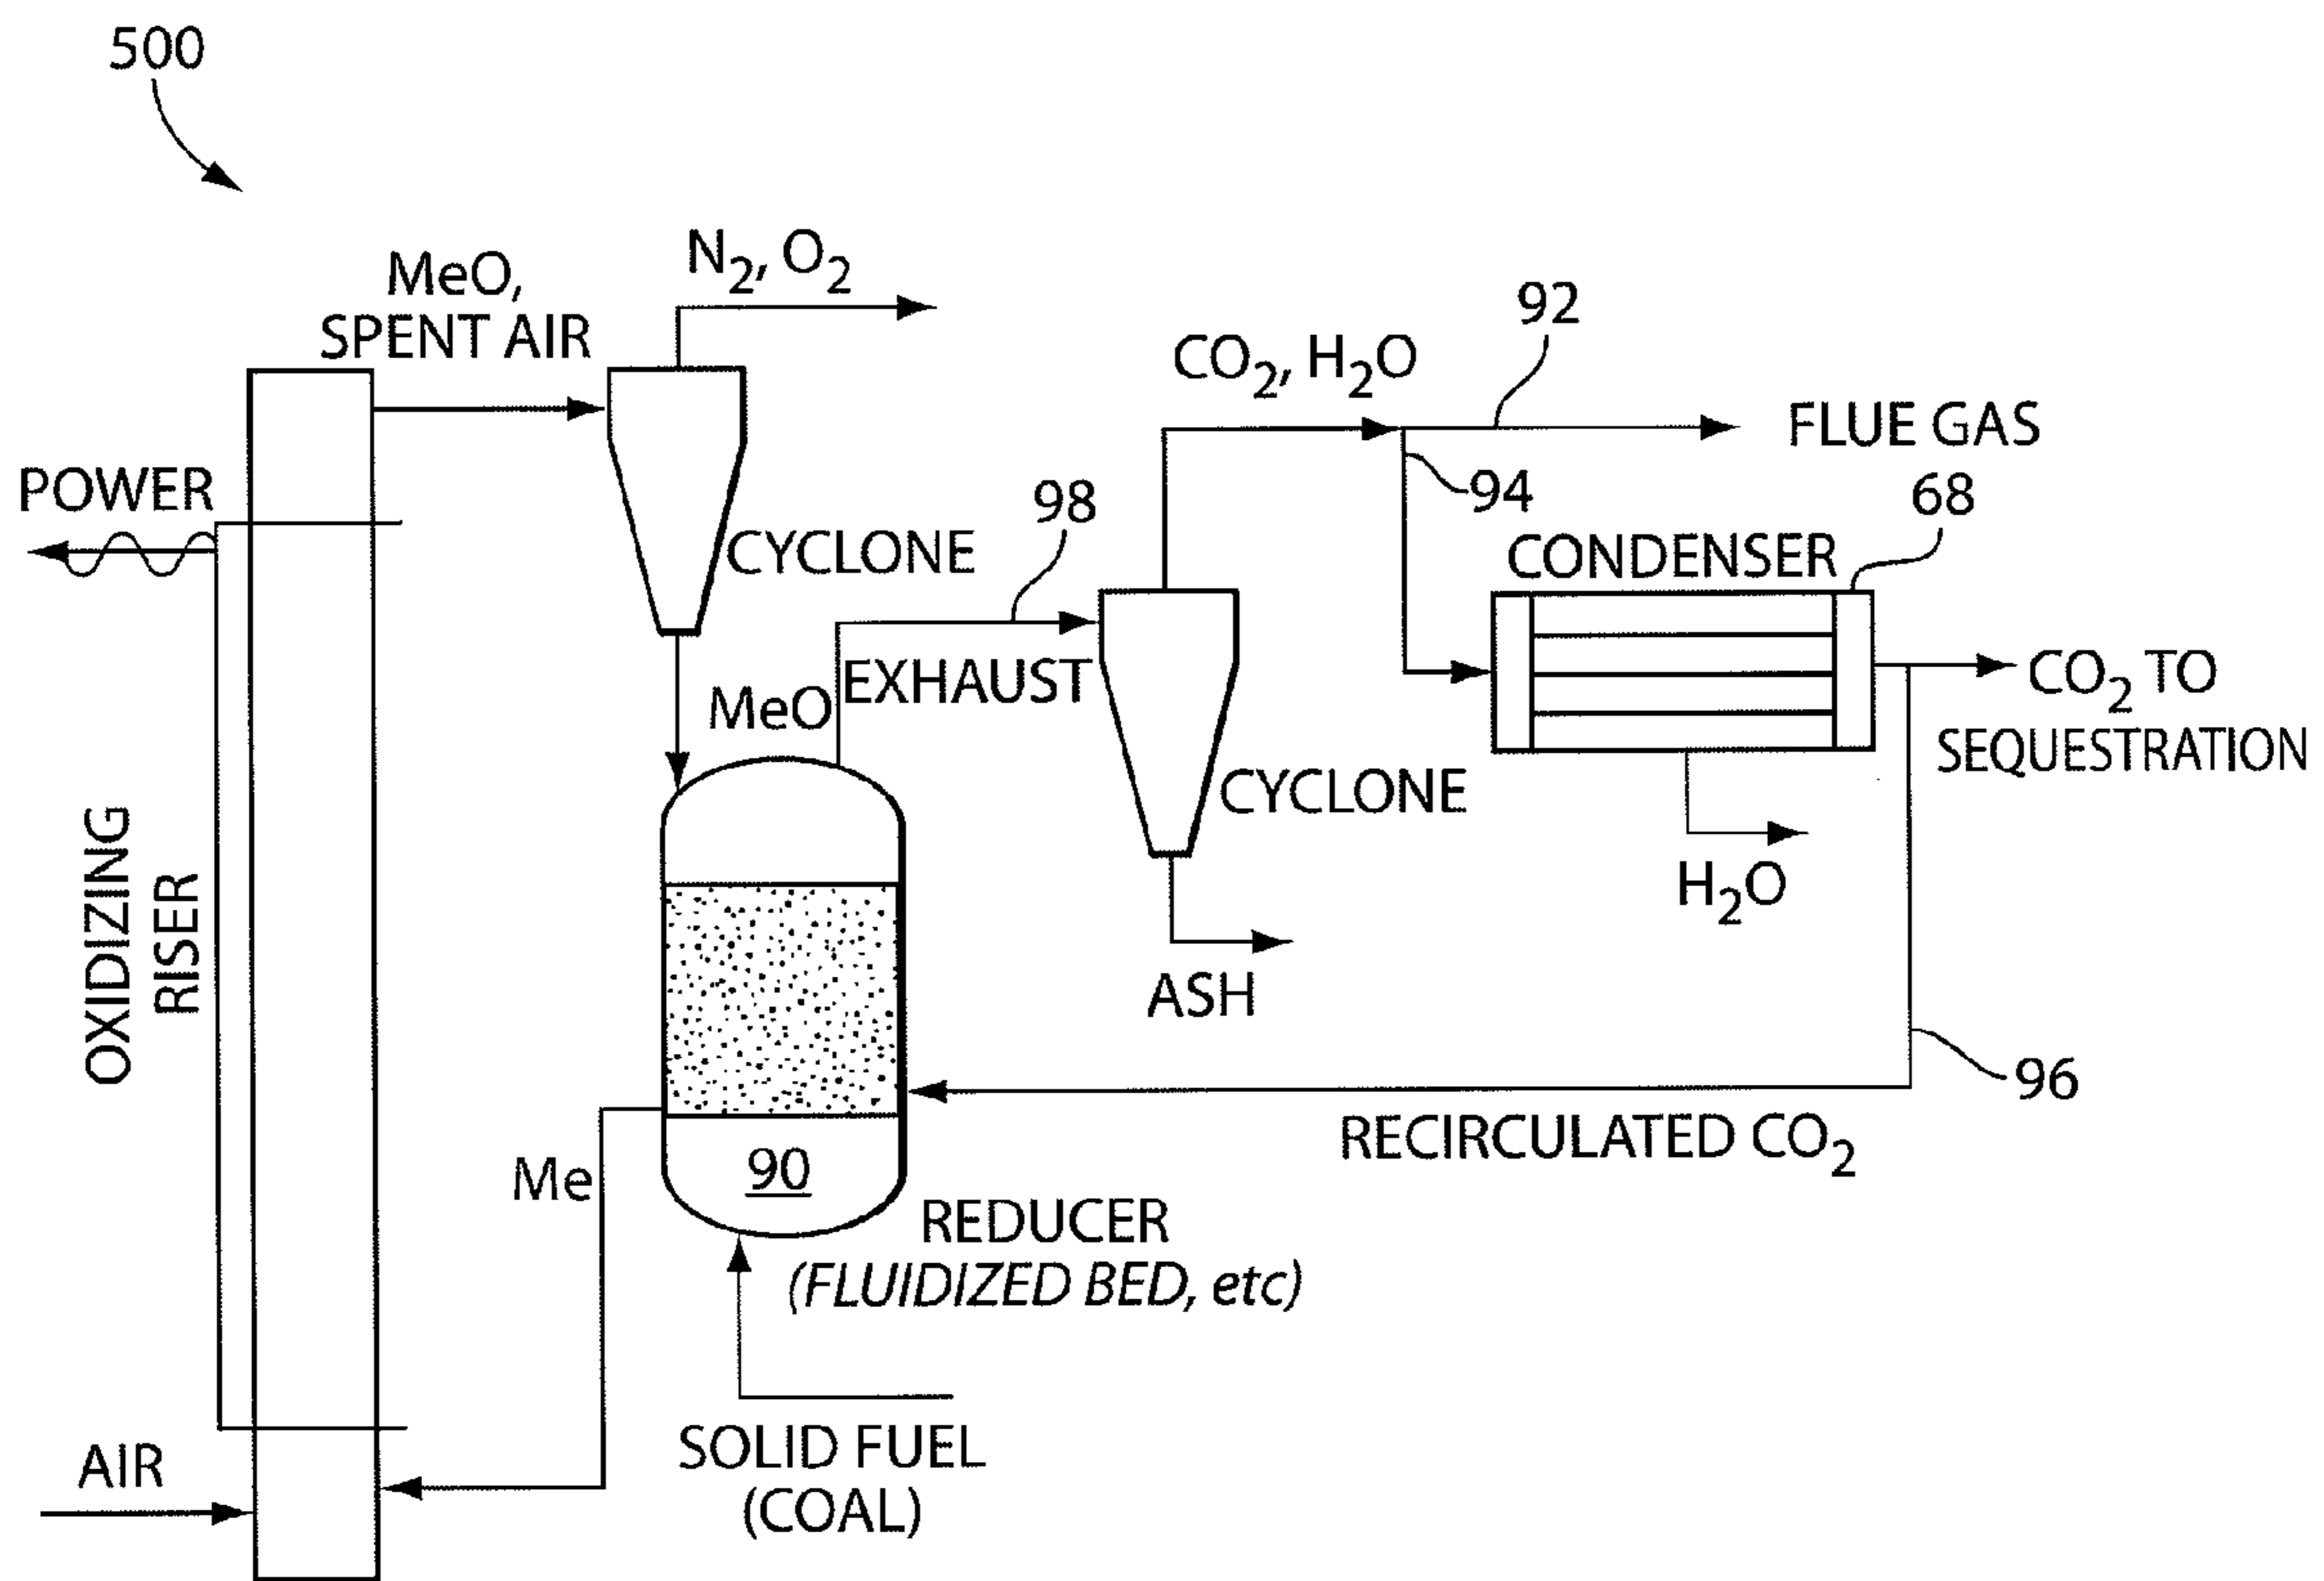 500
MeO,
SPENT AIR
N₂, O₂
92
CO₂, H₂O
FLUE GAS
POWER
98
94
68
CYCLONE
CONDENSER
MeO
EXHAUST
CO₂ TO
SEQUESTRATION
CYCLONE
OXIDIZING
RISER
H₂O
ASH
96
RECIRCULATED CO₂
Me
90
REDUCER
(FLUIDIZED BED, etc)
AIR
SOLID FUEL
(COAL)